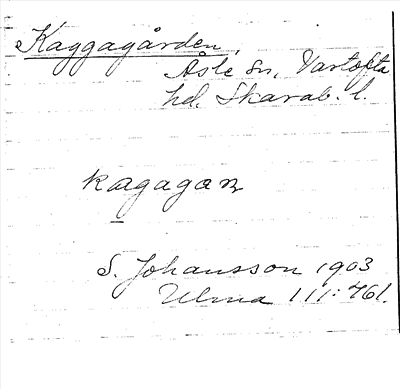 Kaggagården,
Åsle sn, Vartofta
hd. Skarab. l.
kagagan
S. Johansson 1903
Ulma 111:461.